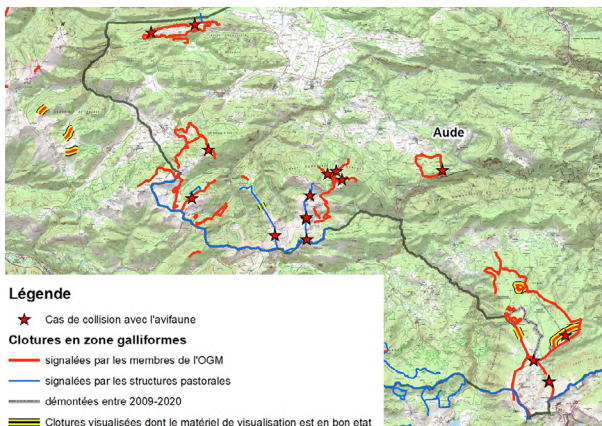 Aude
Légende
Cas de collision avec l'avifaune
Clotures en zone galliformes
signalées par les membres de l'OGM
signalées par les structures pastorales
démontées entre 2009-2020
Clotures visualisées dont le matériel de visualisation est en bon etat